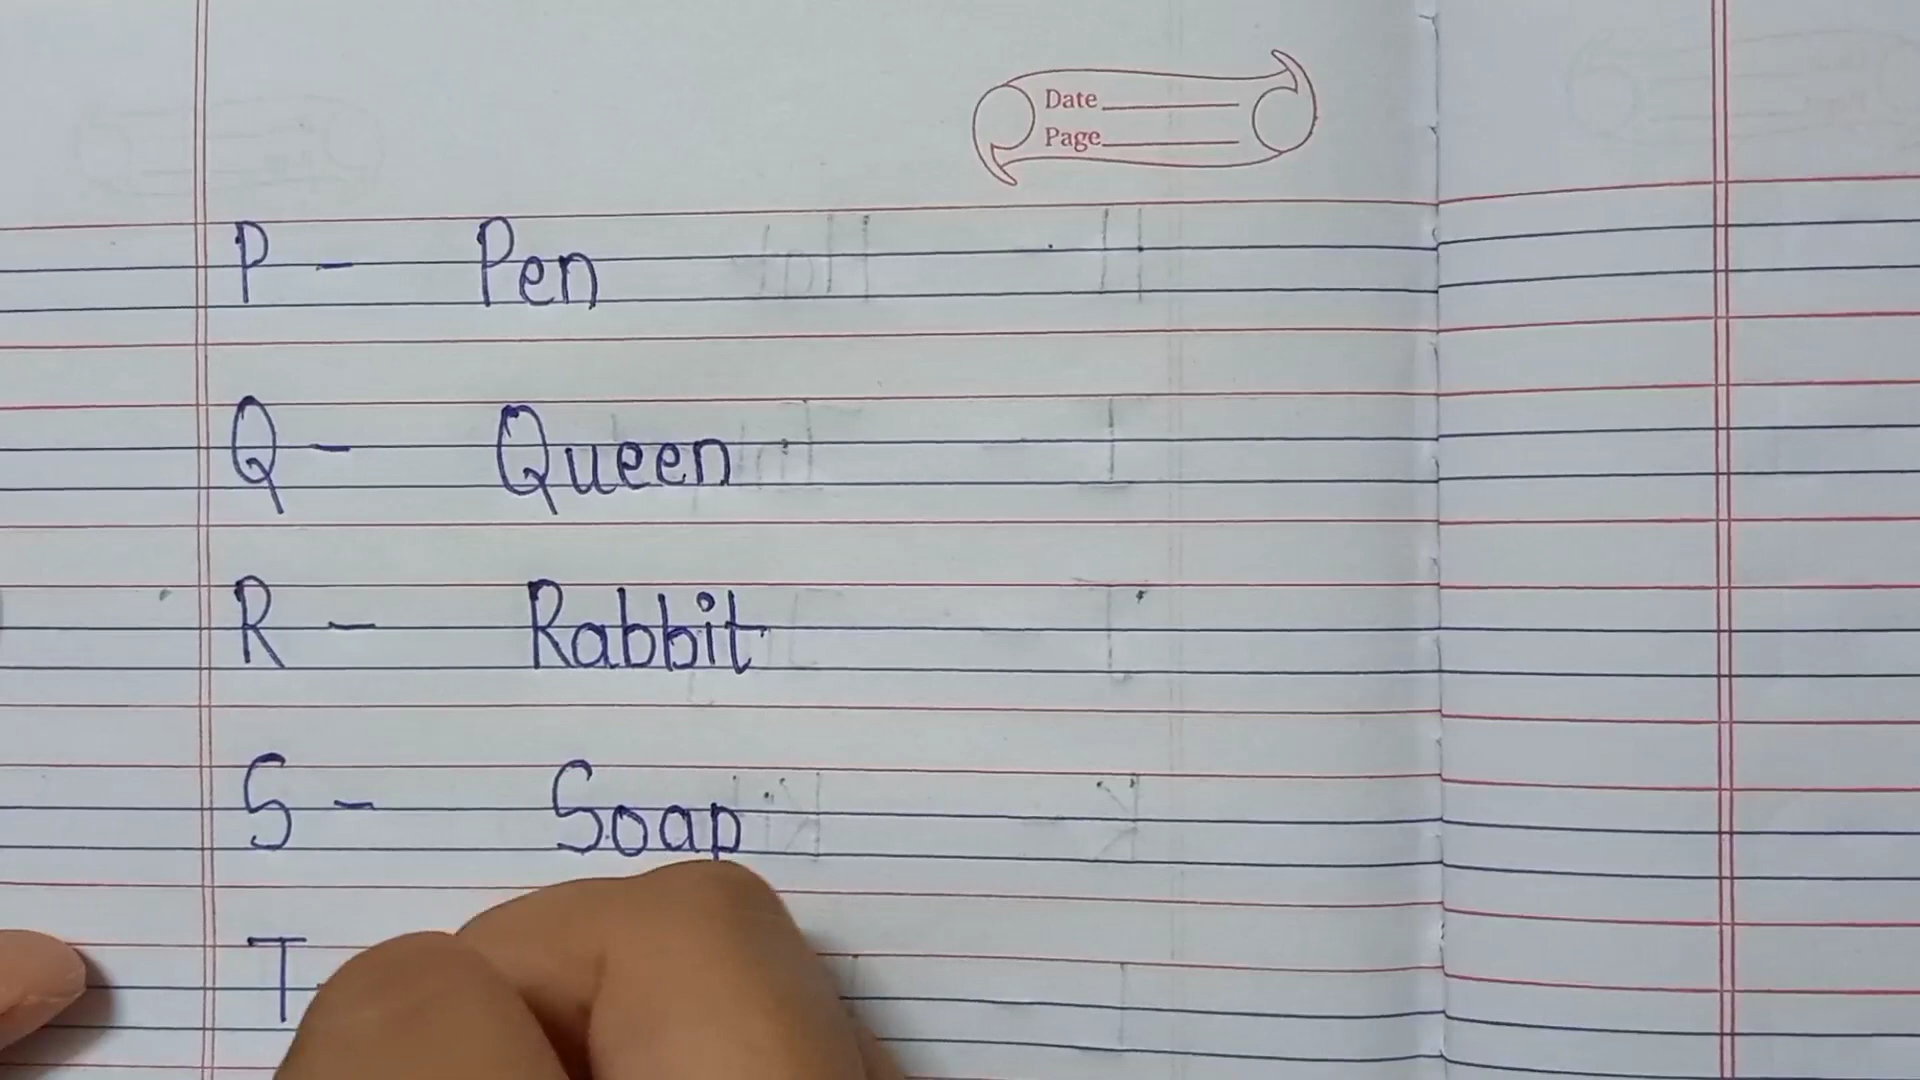 Date
Page
P - Pen
Q - Queen
R - Rabbit
S - Soap
T